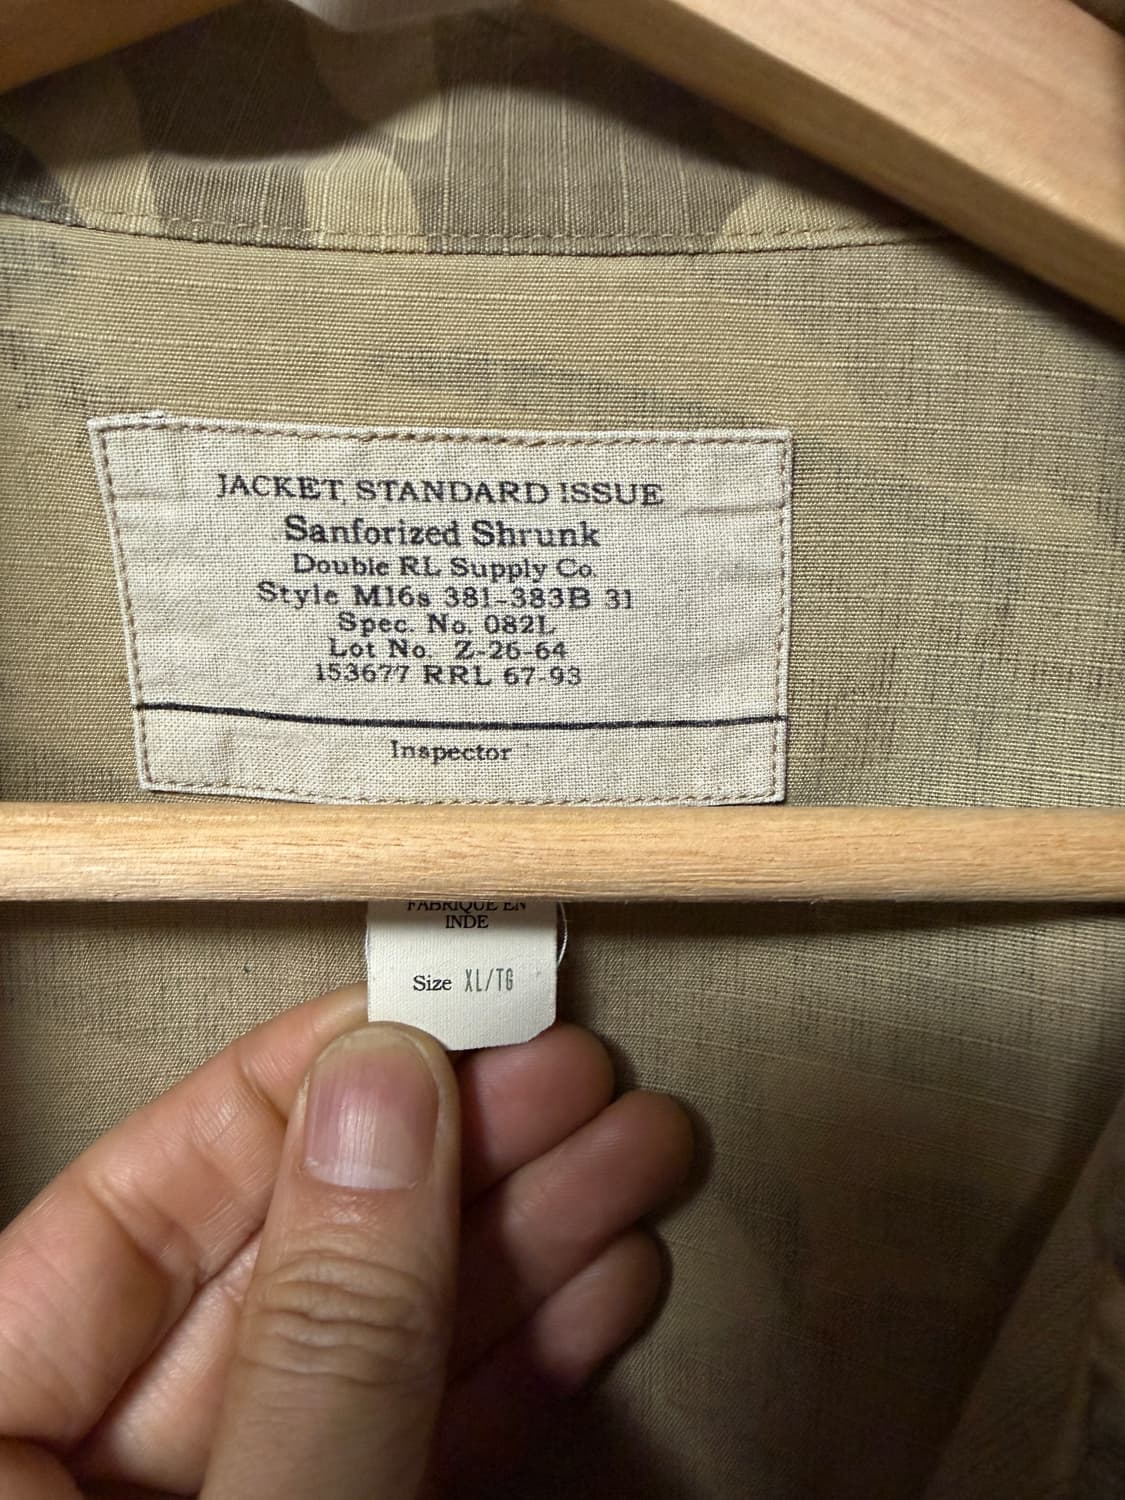 JACKET, STANDARD ISSUE
Sanforized Shrunk
Double RL Supply Co.
Style M16s 381-383B 31
Spec. No. 082L
Lot No. Z-26-64
153677 RRL 67-93
Inspector
FABRIQUE EN
INDE
Size XL/TG